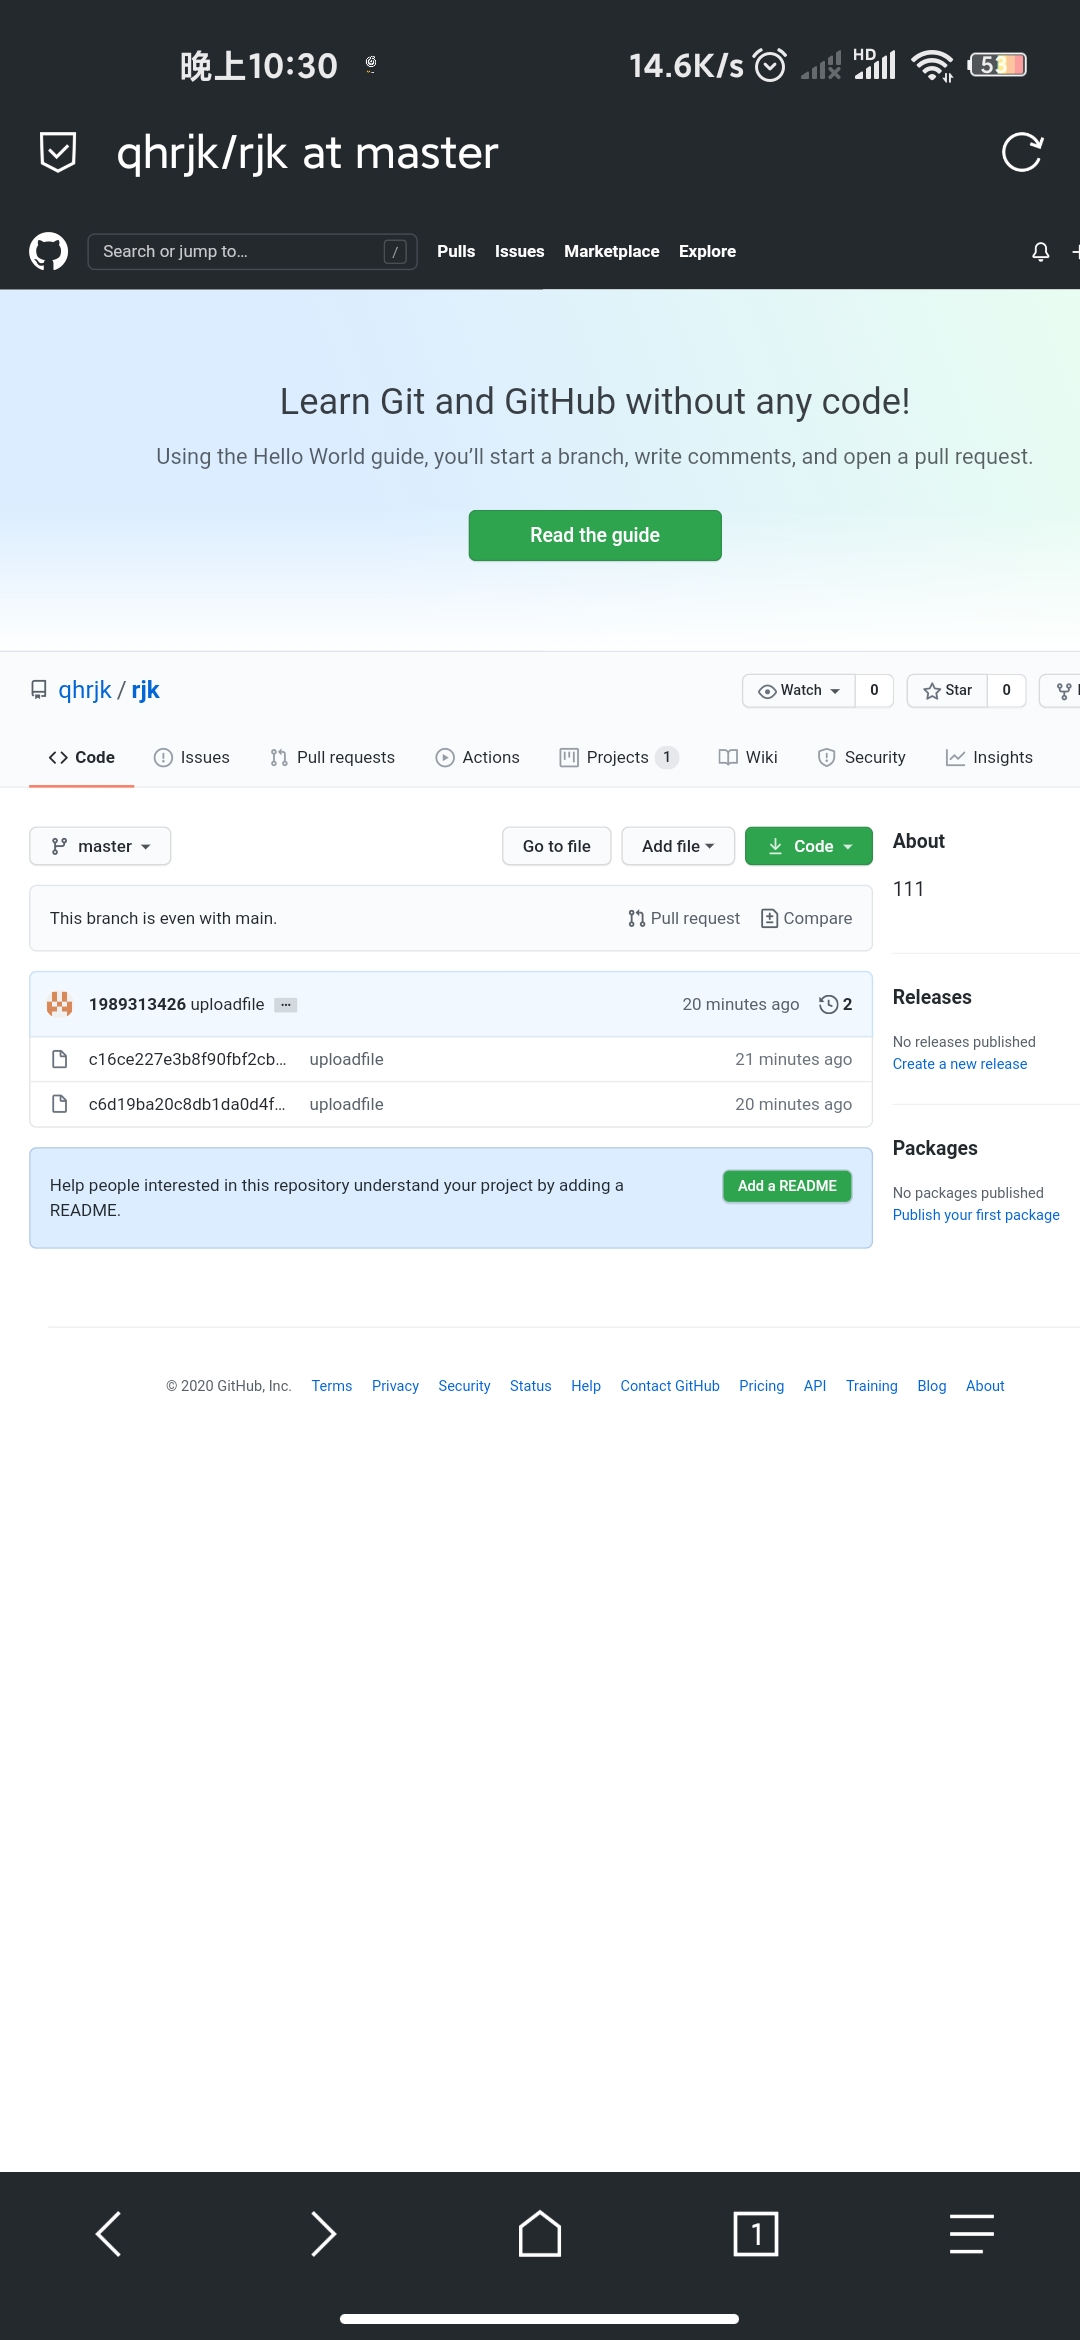 晚上10:30 14.6K/s HD 53
qhrjk/rjk at master
Search or jump to... / Pulls Issues Marketplace Explore
Learn Git and GitHub without any code!
Using the Hello World guide, you’ll start a branch, write comments, and open a pull request.
Read the guide
qhrjk / rjk Watch 0 Star 0
Code Issues Pull requests Actions Projects 1 Wiki Security Insights
master Go to file Add file Code About
111
This branch is even with main. Pull request Compare
Releases
1989313426 uploadfile ... 20 minutes ago 2
No releases published
c16ce227e3b8f90fbf2cb... uploadfile 21 minutes ago
Create a new release
c6d19ba20c8db1da0d4f... uploadfile 20 minutes ago
Packages
Help people interested in this repository understand your project by adding a
README.
Add a README
No packages published
Publish your first package
© 2020 GitHub, Inc. Terms Privacy Security Status Help Contact GitHub Pricing API Training Blog About
1